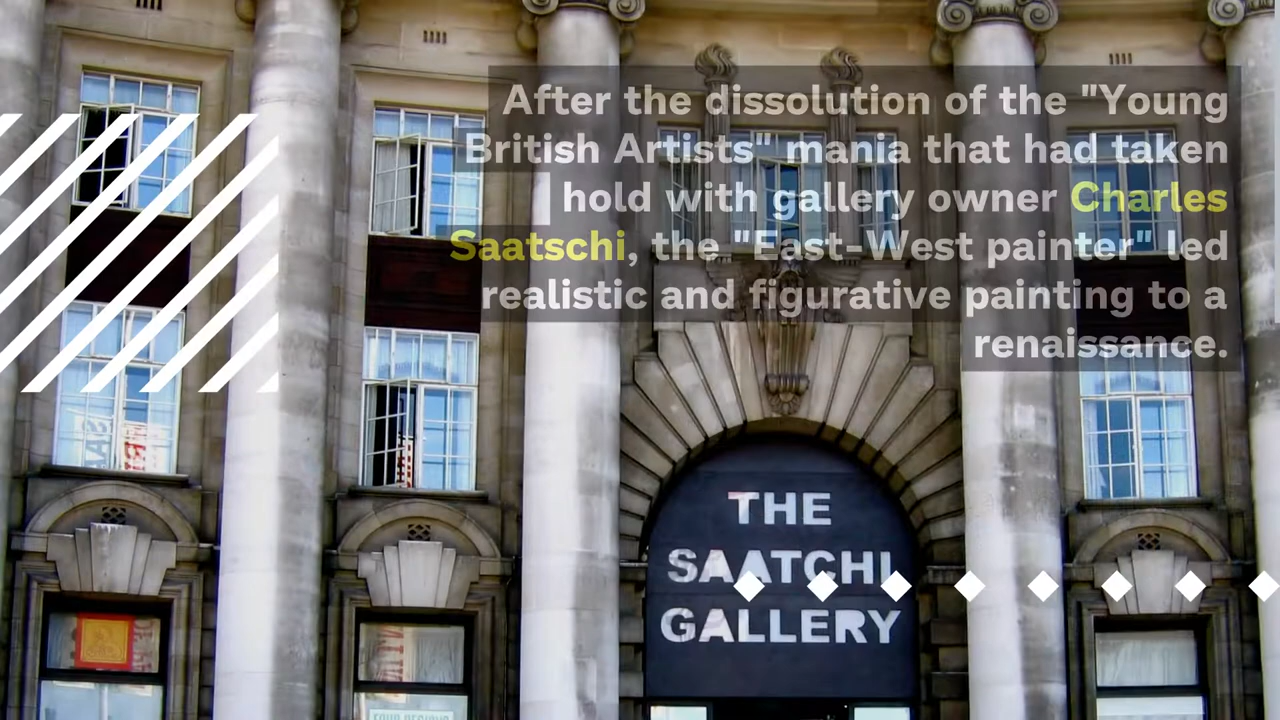 After the dissolution of the "Young
British Artists" mania that had taken
hold with gallery owner Charles
Saatschi, the "East-West painter" led
realistic and figurative painting to a
renaissance.
THE
SAATCHI
GALLERY